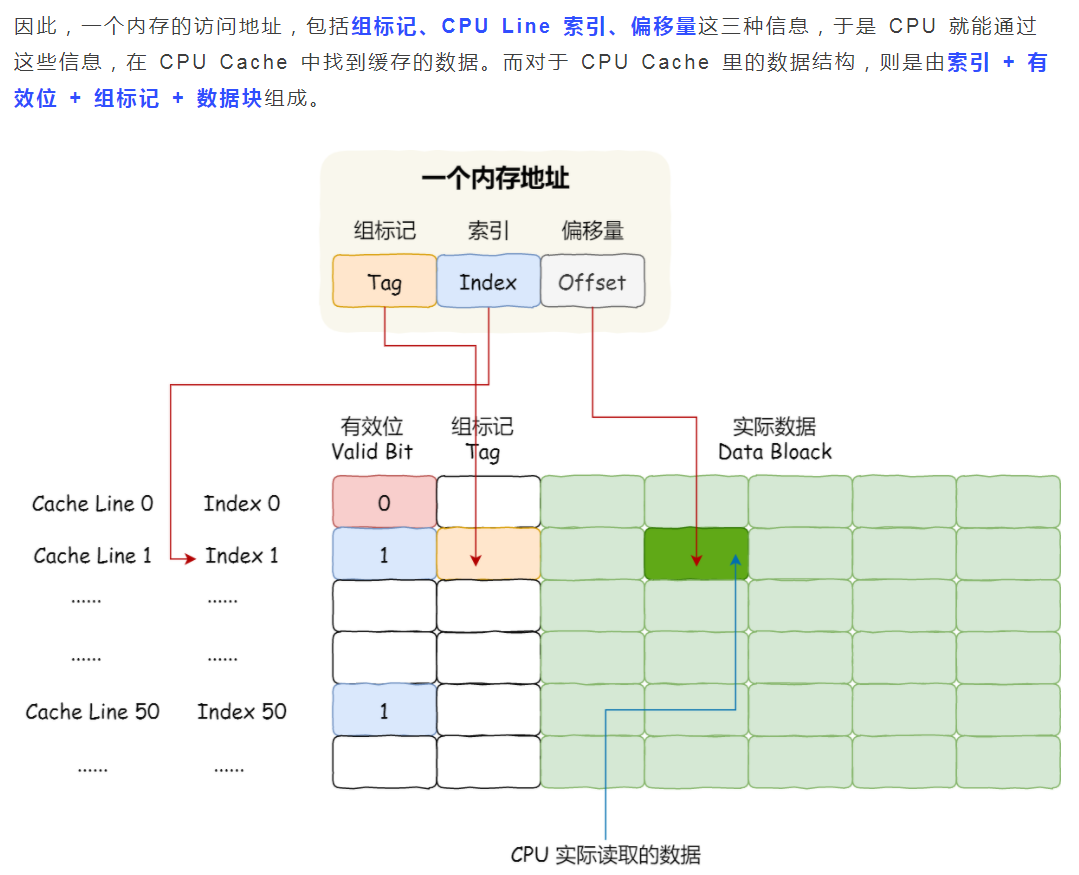 因此，一个内存的访问地址，包括组标记、CPU Line 索引、偏移量这三种信息，于是 CPU 就能通过
这些信息，在 CPU Cache 中找到缓存的数据。而对于 CPU Cache 里的数据结构，则是由索引 + 有
效位 + 组标记 + 数据块组成。
一个内存地址
组标记 索引 偏移量
Tag Index Offset
有效位 组标记 实际数据
Valid Bit Tag Data Bloack
Cache Line 0 Index 0 0
Cache Line 1 Index 1 1
...... ......
...... ......
Cache Line 50 Index 50 1
...... ......
CPU 实际读取的数据